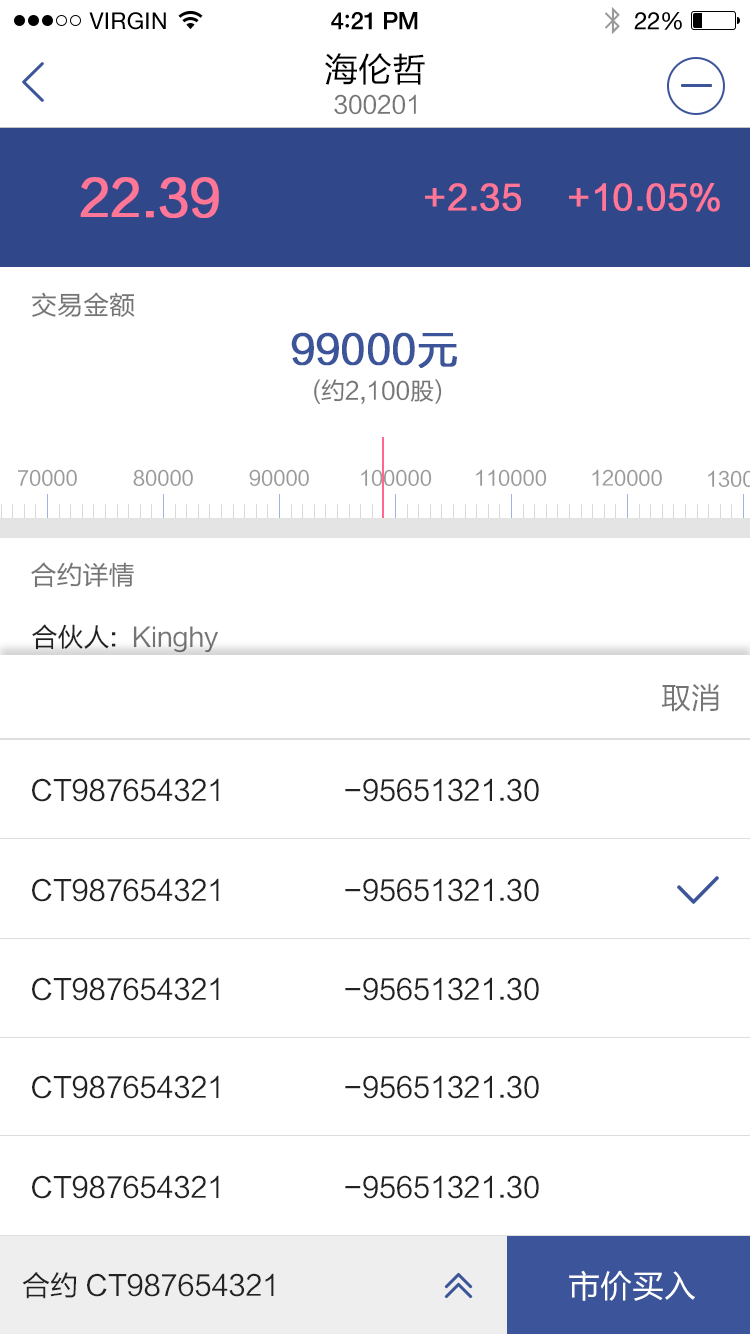 VIRGIN 4:21 PM 22%
海伦哲
300201
22.39 +2.35 +10.05%
交易金额
99000元
(约2,100股)
70000 80000 90000 100000 110000 120000 1300
合约详情
合伙人: Kinghy
取消
CT987654321 -95651321.30
CT987654321 -95651321.30
CT987654321 -95651321.30
CT987654321 -95651321.30
CT987654321 -95651321.30
合约 CT987654321 市价买入